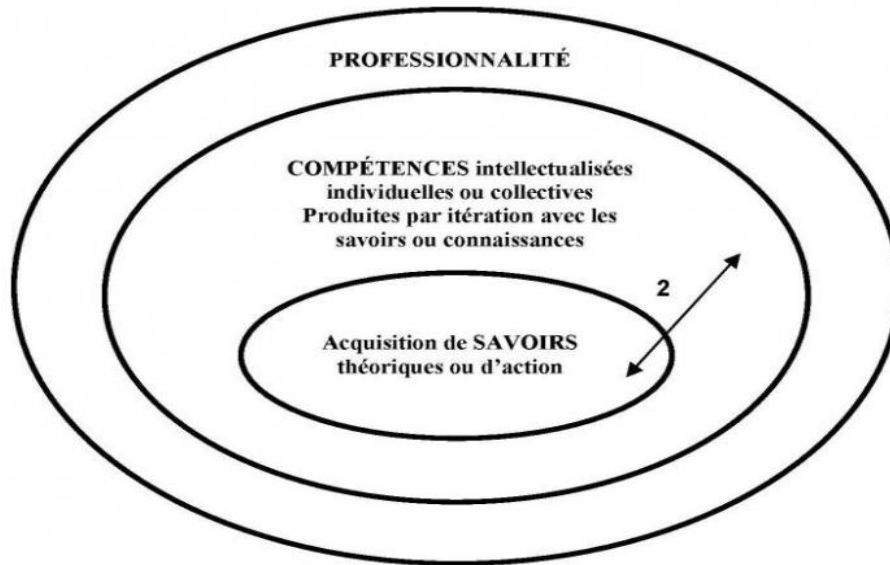 PROFESSIONNALITÉ
COMPÉTENCES intellectualisées
individuelles ou collectives
Produites par itération avec les
savoirs ou connaissances
2
Acquisition de SAVOIRS
théoriques ou d'action